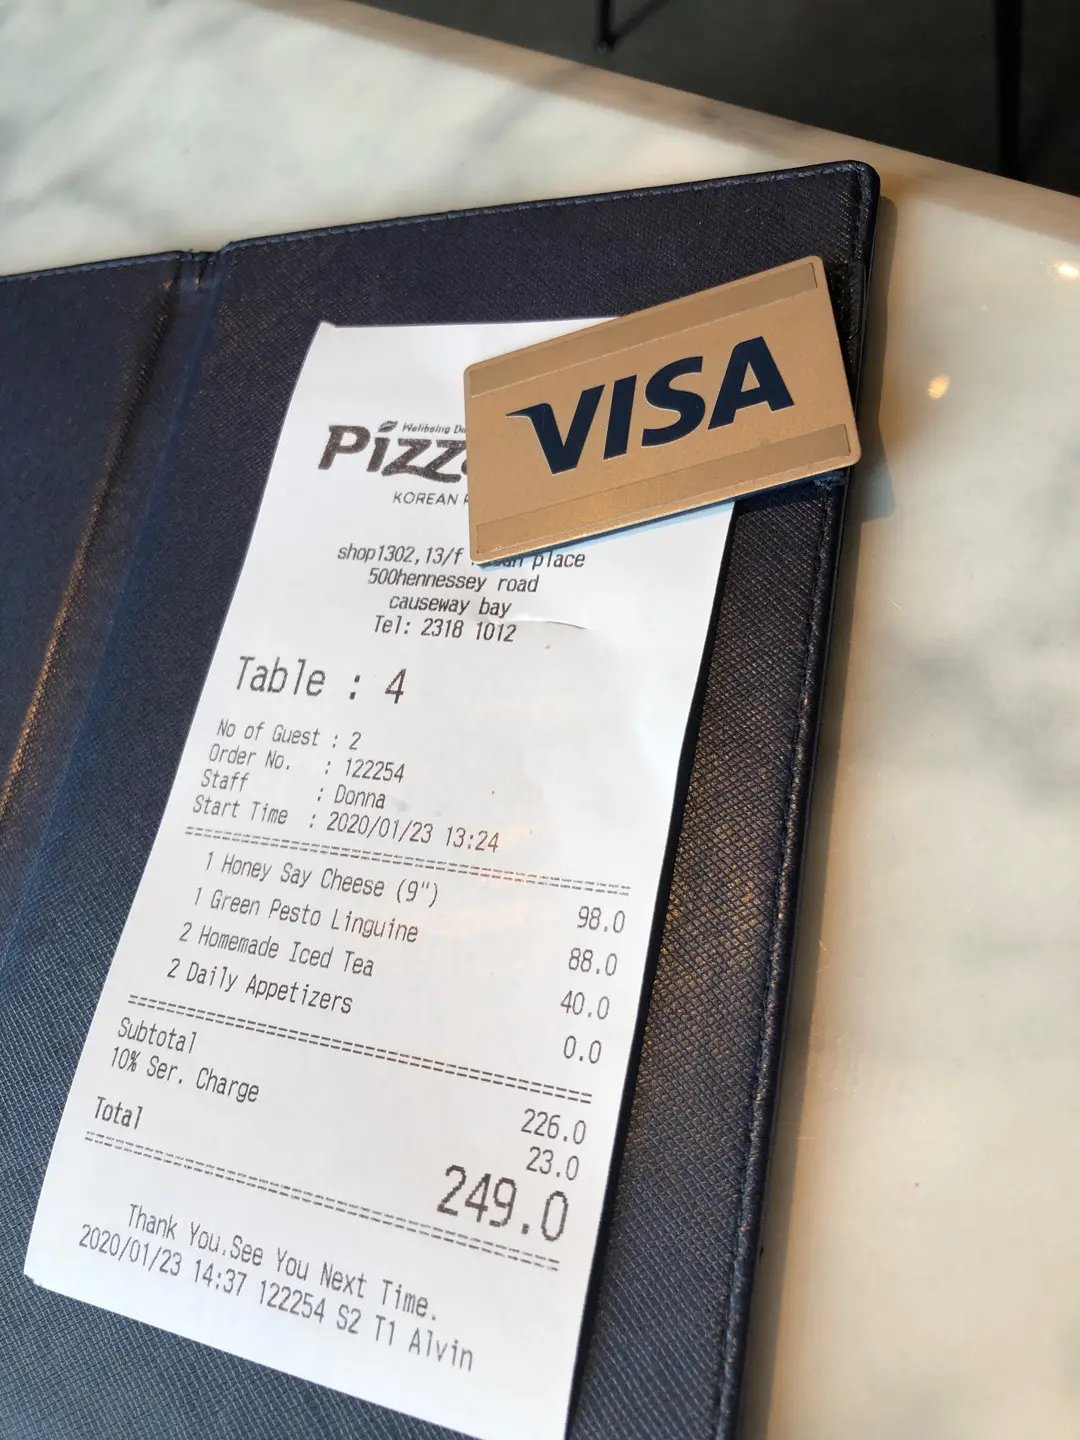 VISA
Wellbeing
Pizz
KOREAN
shop1302,13/f place
500hennessey road
causeway bay
Tel: 2318 1012
Table : 4
No of Guest : 2
Order No. : 122254
Staff : Donna
Start Time : 2020/01/23 13:24
1 Honey Say Cheese (9") 98.0
1 Green Pesto Linguine 88.0
2 Homemade Iced Tea 40.0
2 Daily Appetizers 0.0
Subtotal 226.0
10% Ser. Charge 23.0
Total 249.0
Thank You.See You Next Time.
2020/01/23 14:37 122254 S2 T1 Alvin